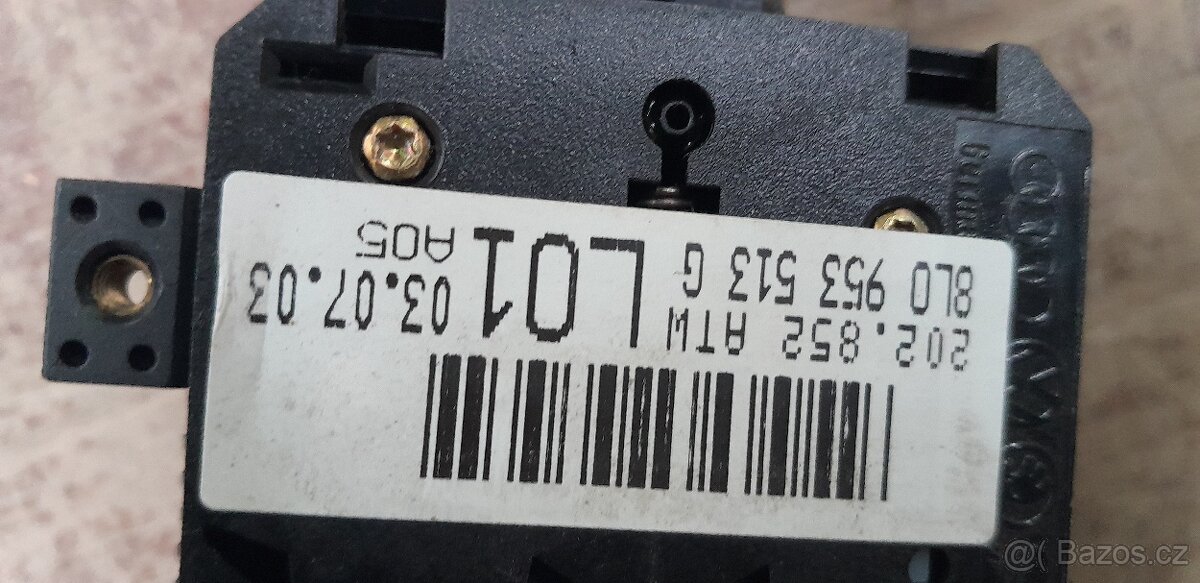 202.852 ATW L01 03.07.03
8L0 953 513 G A05
Bazos.cz